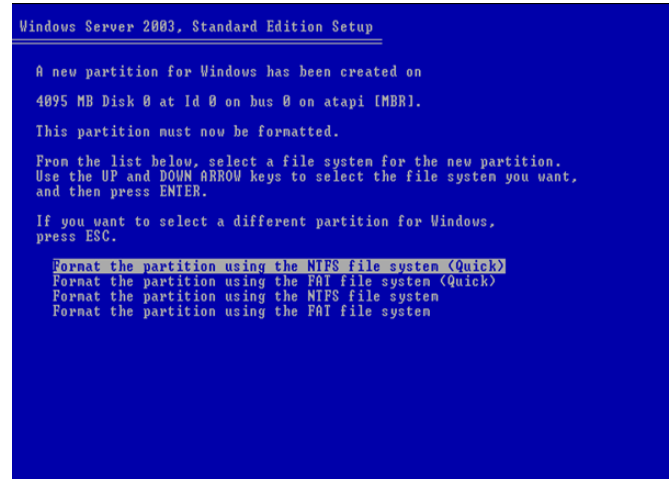 Windows Server 2003, Standard Edition Setup
A new partition for Windows has been created on
4095 MB Disk 0 at Id 0 on bus 0 on atapi [MBR].
This partition must now be formatted.
From the list below, select a file system for the new partition.
Use the UP and DOWN ARROW keys to select the file system you want,
and then press ENTER.
If you want to select a different partition for Windows,
press ESC.
Format the partition using the NTFS file system (Quick)
Format the partition using the FAT file system (Quick)
Format the partition using the NTFS file system
Format the partition using the FAT file system